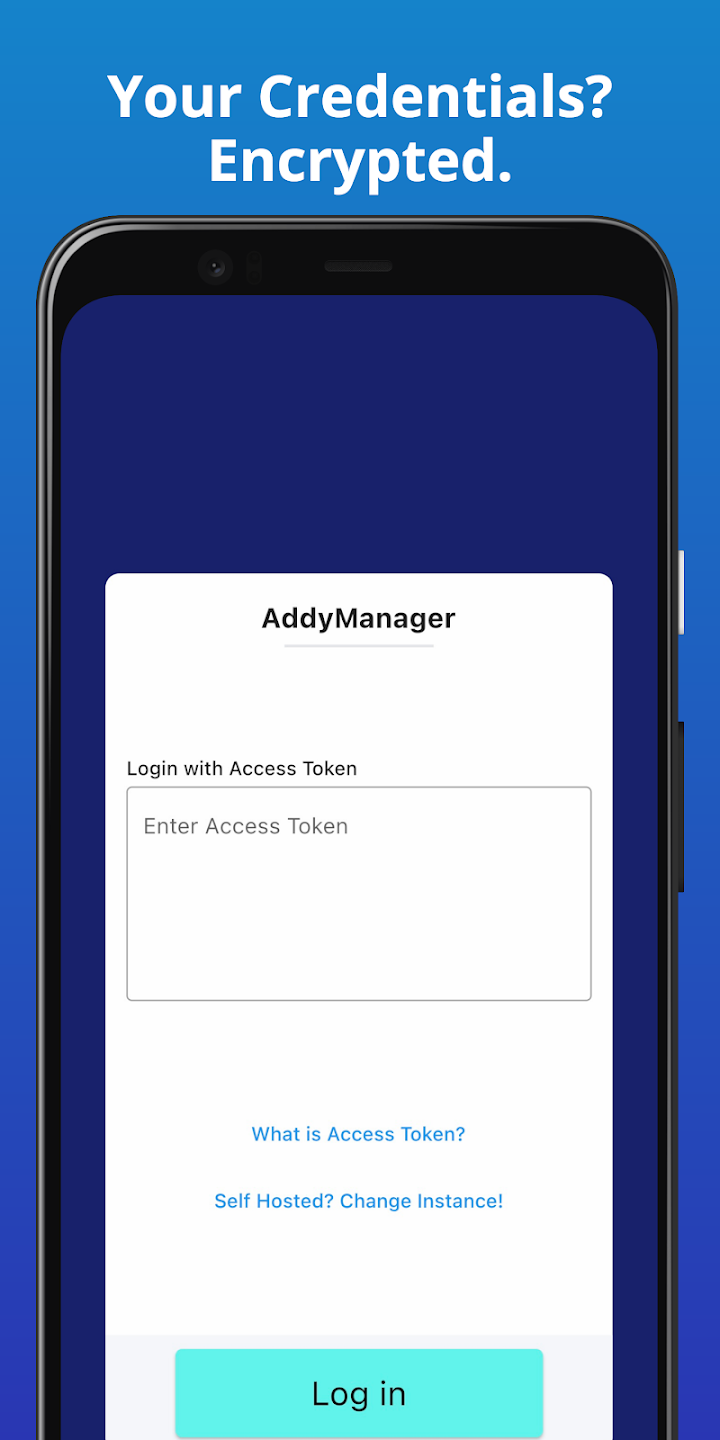 Your Credentials?
Encrypted.
AddyManager
Login with Access Token
Enter Access Token
What is Access Token?
Self Hosted? Change Instance!
Log in